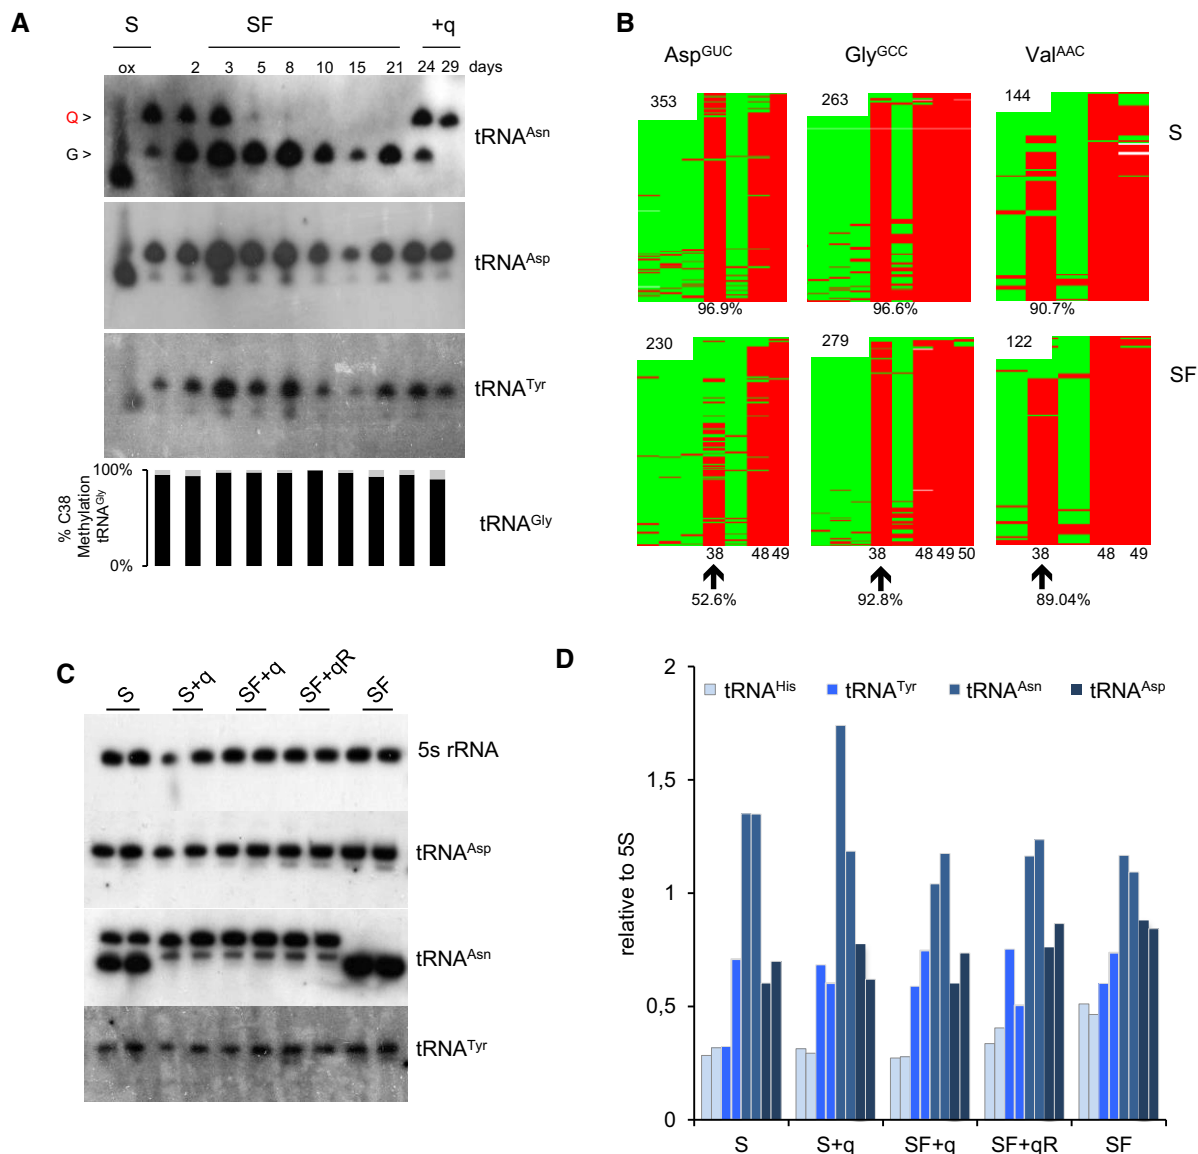 A
S SF +q
ox 2 3 5 8 10 15 21 24 29 days
Q >
G >
tRNAAsn
tRNAAsp
tRNATyr
100%
0%
% C38
Methylation
tRNAGly
tRNAGly
B
AspGUC GlyGCC ValAAC
353 263 144
S
96.9% 96.6% 90.7%
230 279 122
SF
38 48 49 38 48 49 50 38 48 49
52.6% 92.8% 89.04%
C
S S+q SF+q SF+qR SF
5s rRNA
tRNAAsp
tRNAAsn
tRNATyr
D
tRNAHis tRNATyr tRNAAsn tRNAAsp
relative to 5S
2
1,5
1
0,5
0
S S+q SF+q SF+qR SF